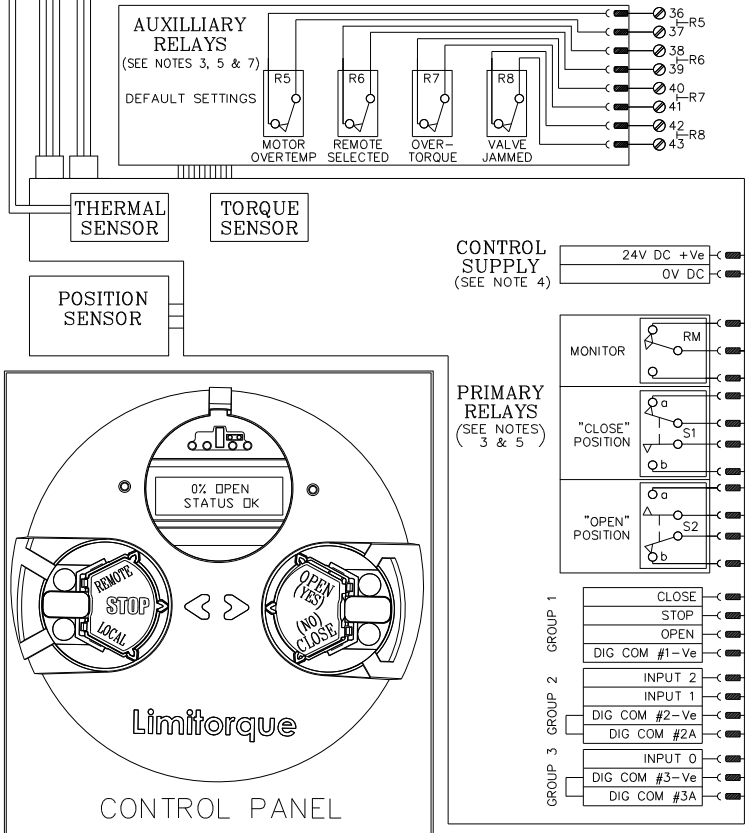 AUXILLIARY
RELAYS
(SEE NOTES 3, 5 & 7)
DEFAULT SETTINGS
R5
MOTOR
OVERTEMP
R6
REMOTE
SELECTED
R7
OVER-
TORQUE
R8
VALVE
JAMMED
36
37
R5
38
39
R6
40
41
R7
42
43
R8
THERMAL
SENSOR
TORQUE
SENSOR
POSITION
SENSOR
CONTROL
SUPPLY
(SEE NOTE 4)
24V DC +Ve
0V DC
PRIMARY
RELAYS
(SEE NOTES)
3 & 5
MONITOR
RM
"CLOSE"
POSITION
a
S1
b
"OPEN"
POSITION
a
S2
b
GROUP 1
CLOSE
STOP
OPEN
DIG COM #1-Ve
GROUP 2
INPUT 2
INPUT 1
DIG COM #2-Ve
DIG COM #2A
GROUP 3
INPUT 0
DIG COM #3-Ve
DIG COM #3A
0% OPEN
STATUS OK
REMOTE
STOP
LOCAL
OPEN
(YES)
(NO)
CLOSE
Limitorque
CONTROL PANEL